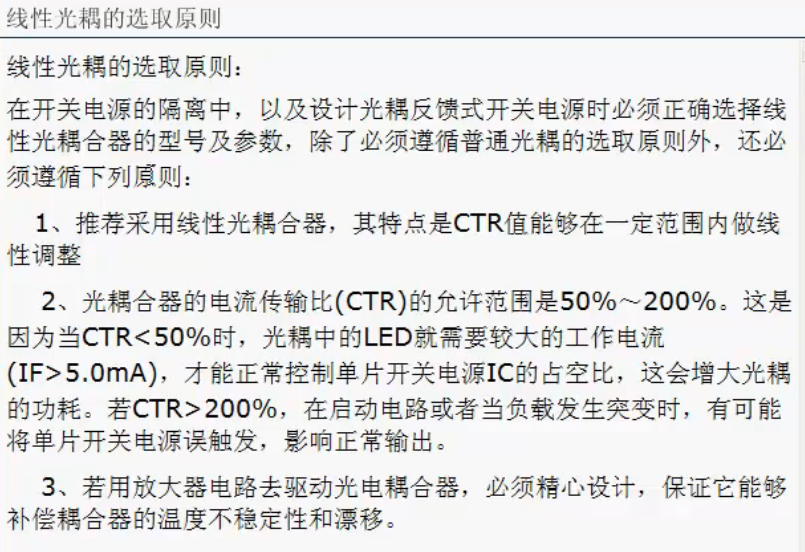 线性光耦的选取原则
线性光耦的选取原则：
在开关电源的隔离中，以及设计光耦反馈式开关电源时必须正确选择线
性光耦合器的型号及参数，除了必须遵循普通光耦的选取原则外，还必
须遵循下列原则：
1、推荐采用线性光耦合器，其特点是CTR值能够在一定范围内做线
性调整
2、光耦合器的电流传输比(CTR)的允许范围是50%～200%。这是
因为当CTR<50%时，光耦中的LED就需要较大的工作电流
(IF>5.0mA)，才能正常控制单片开关电源IC的占空比，这会增大光耦
的功耗。若CTR>200%，在启动电路或者当负载发生突变时，有可能
将单片开关电源误触发，影响正常输出。
3、若用放大器电路去驱动光电耦合器，必须精心设计，保证它能够
补偿耦合器的温度不稳定性和漂移。